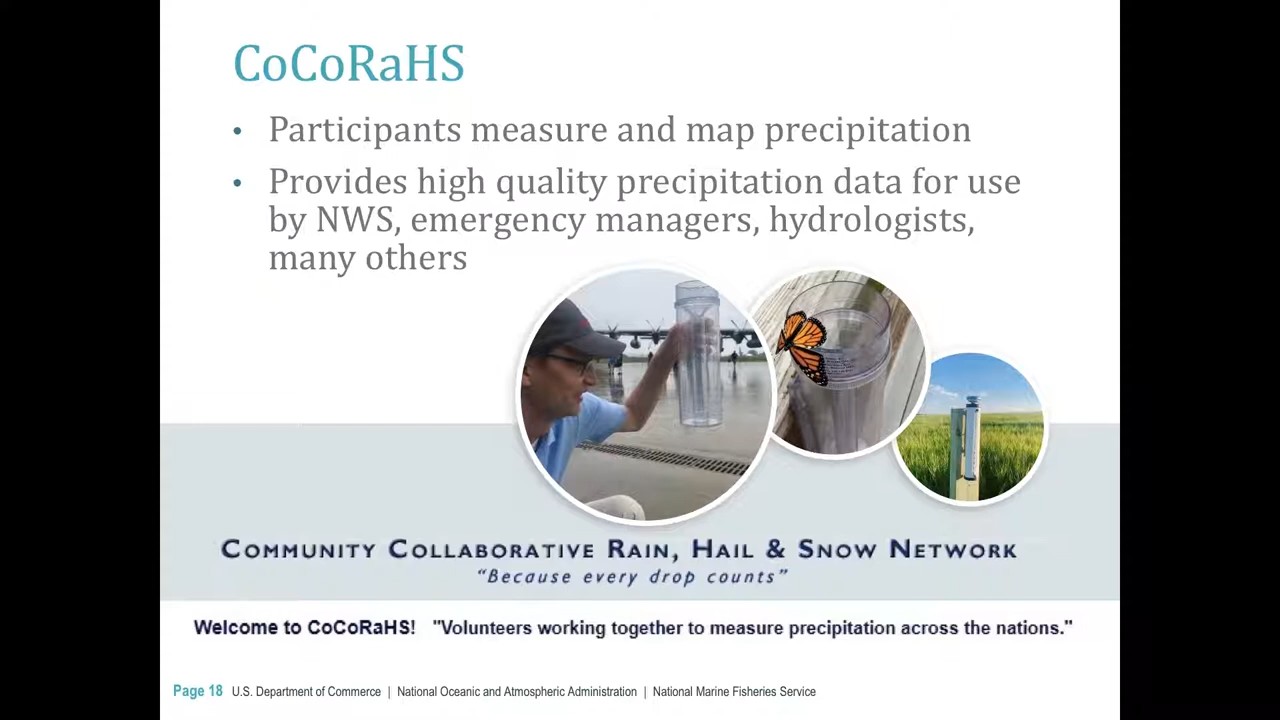 CoCoRaHS
• Participants measure and map precipitation
• Provides high quality precipitation data for use
by NWS, emergency managers, hydrologists,
many others
COMMUNITY COLLABORATIVE RAIN, HAIL & SNOW NETWORK
“Because every drop counts”
Welcome to CoCoRaHS! "Volunteers working together to measure precipitation across the nations."
Page 18 U.S. Department of Commerce | National Oceanic and Atmospheric Administration | National Marine Fisheries Service